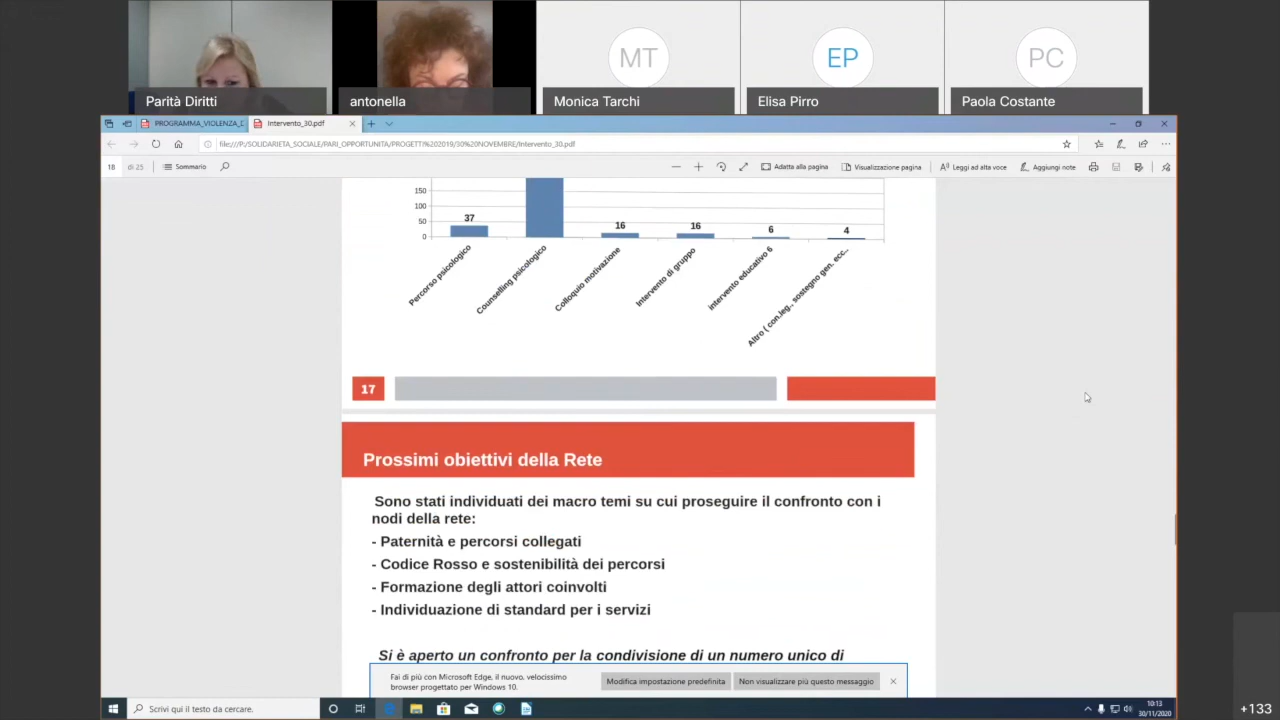 MT
EP
PC
Parità Diritti
antonella
Monica Tarchi
Elisa Pirro
Paola Costante
Intervento_30.pdf
file:///P:/SOLIDARIETA_SOCIALE/PARI_OPPORTUNITA/PROGETTI%202019/30%20NOVEMBRE/Intervento_30.pdf
18 di 25 Sommario Adatta alla pagina Visualizzazione pagina Leggi ad alta voce Aggiungi note
150
100
50
0
37
16
16
6
4
Percorso psicologico
Counselling psicologico
Colloquio motivazione
Intervento di gruppo
intervento educativo 6
Altro ( con.leg., sostegno gen. ecc..
17
Prossimi obiettivi della Rete
Sono stati individuati dei macro temi su cui proseguire il confronto con i
nodi della rete:
- Paternità e percorsi collegati
- Codice Rosso e sostenibilità dei percorsi
- Formazione degli attori coinvolti
- Individuazione di standard per i servizi
Si è aperto un confronto per la condivisione di un numero unico di
Fai di più con Microsoft Edge, il nuovo, velocissimo
browser progettato per Windows 10.
Modifica impostazione predefinita
Non visualizzare più questo messaggio
Scrivi qui il testo da cercare.
10:13
30/11/2020
+133